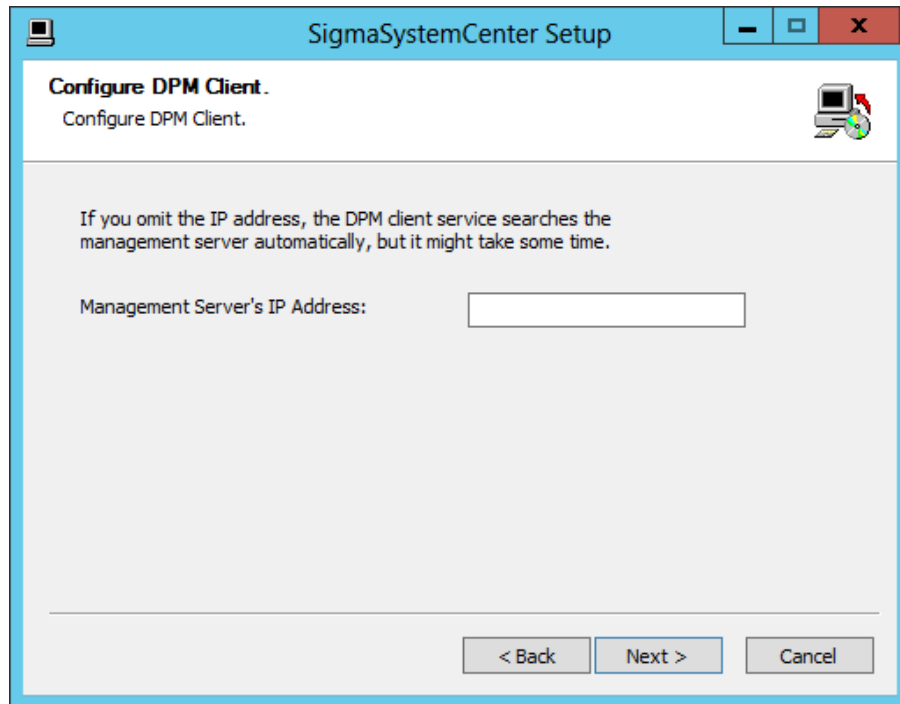 SigmaSystemCenter Setup
Configure DPM Client.
Configure DPM Client.
If you omit the IP address, the DPM client service searches the
management server automatically, but it might take some time.
Management Server's IP Address:
< Back Next > Cancel